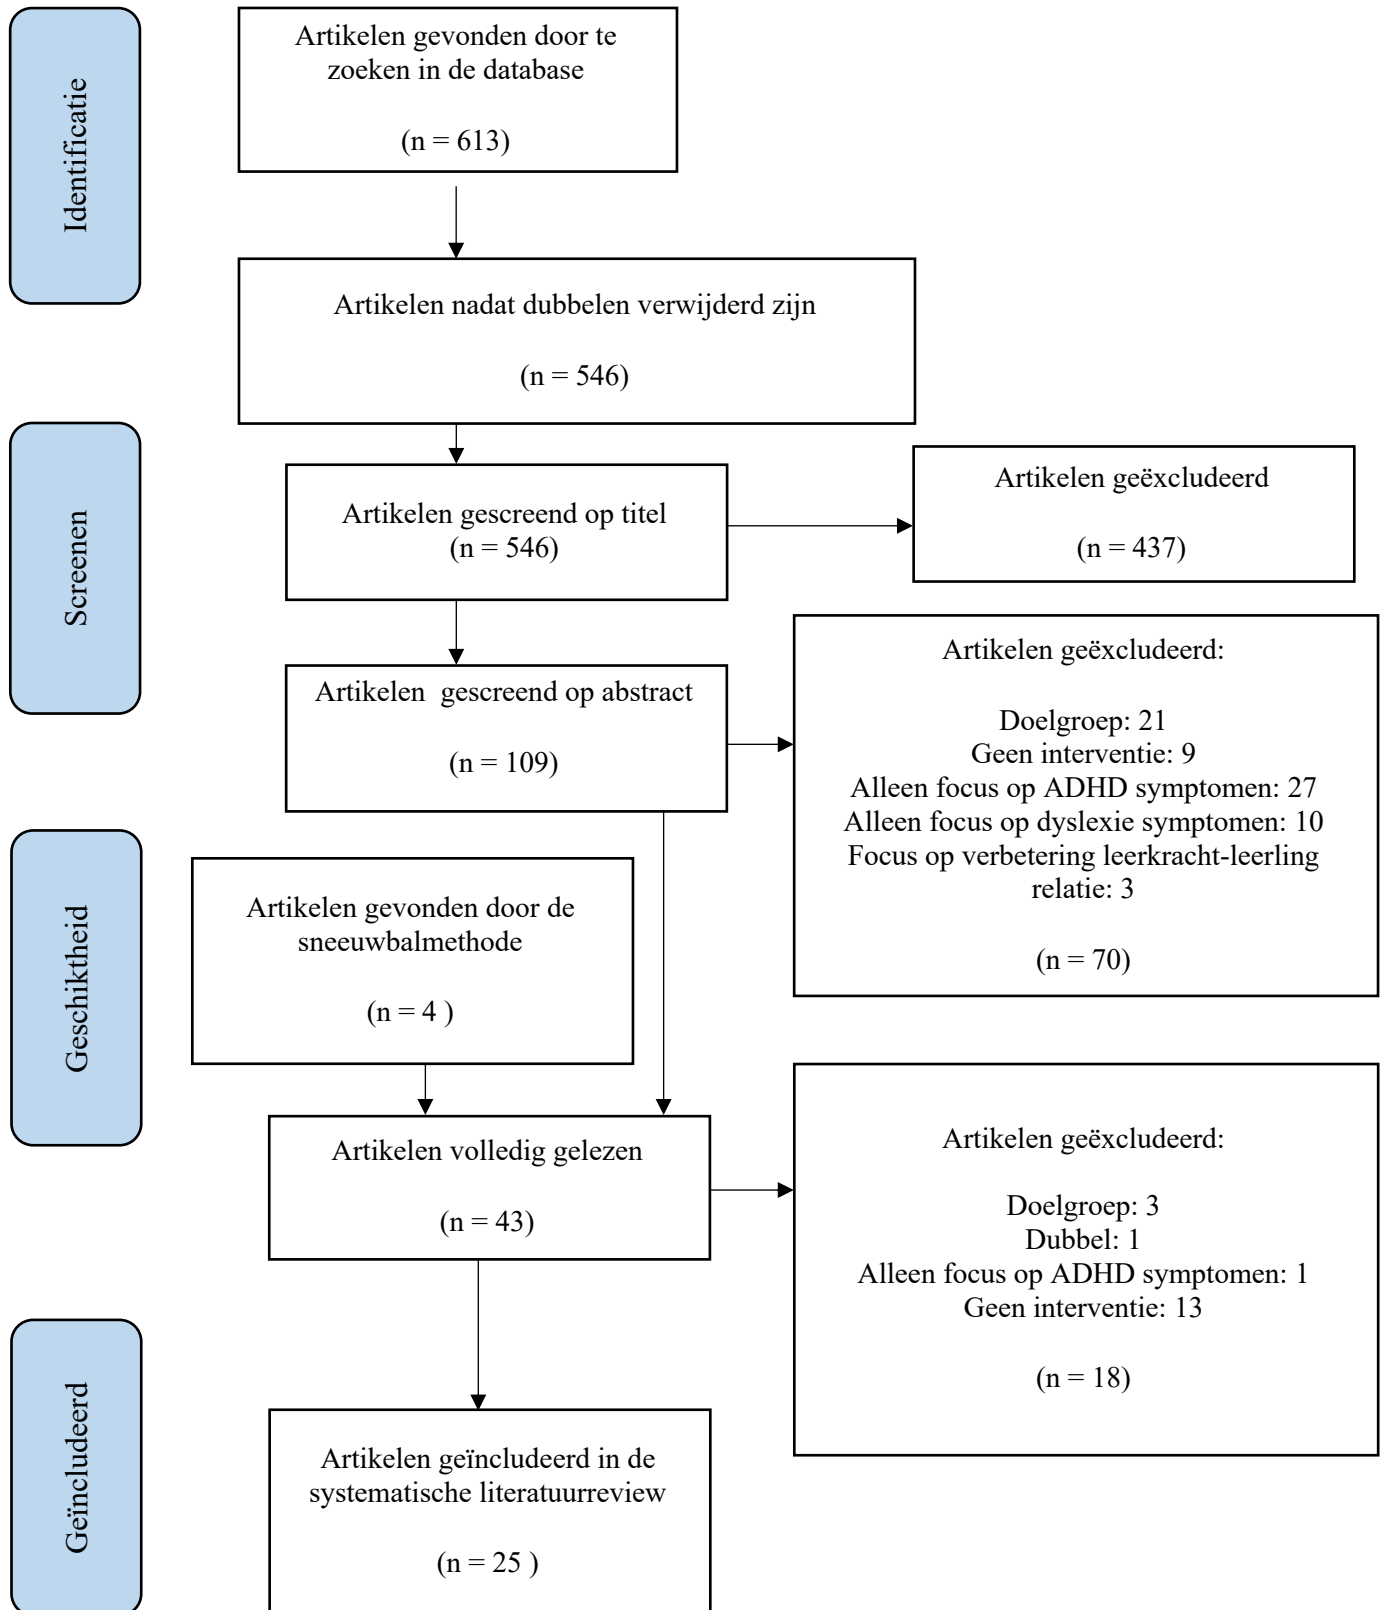 Identificatie
Artikelen gevonden door te
zoeken in de database
(n = 613)
Artikelen nadat dubbelen verwijderd zijn
(n = 546)
Screenen
Artikelen gescreend op titel
(n = 546)
Artikelen geëxcludeerd
(n = 437)
Artikelen  gescreend op abstract
(n = 109)
Artikelen geëxcludeerd:
Doelgroep: 21
Geen interventie: 9
Alleen focus op ADHD symptomen: 27
Alleen focus op dyslexie symptomen: 10
Focus op verbetering leerkracht-leerling
relatie: 3
(n = 70)
Geschiktheid
Artikelen gevonden door de
sneeuwbalmethode
(n = 4 )
Artikelen volledig gelezen
(n = 43)
Artikelen geëxcludeerd:
Doelgroep: 3
Dubbel: 1
Alleen focus op ADHD symptomen: 1
Geen interventie: 13
(n = 18)
Geïncludeerd
Artikelen geïncludeerd in de
systematische literatuurreview
(n = 25 )